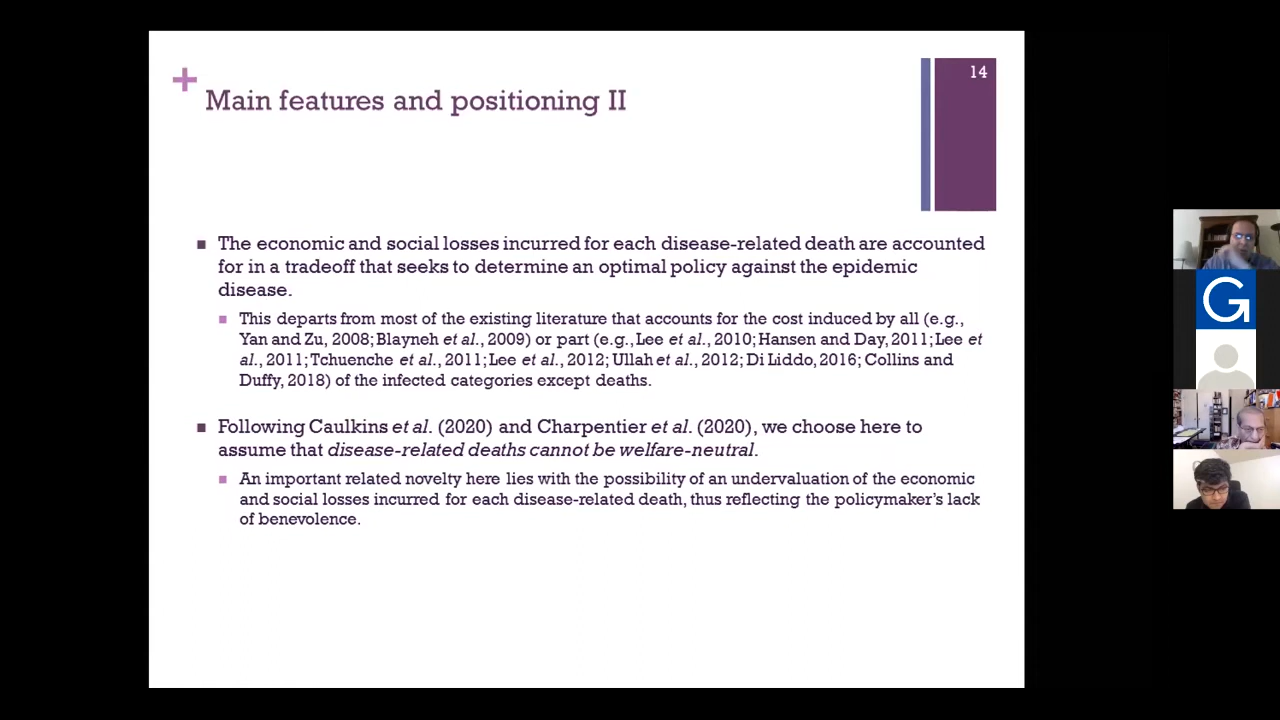 14
+
Main features and positioning II
■ The economic and social losses incurred for each disease-related death are accounted
for in a tradeoff that seeks to determine an optimal policy against the epidemic
disease.
■ This departs from most of the existing literature that accounts for the cost induced by all (e.g.,
Yan and Zu, 2008; Blayneh et al., 2009) or part (e.g., Lee et al., 2010; Hansen and Day, 2011; Lee et
al., 2011; Tchuenche et al., 2011; Lee et al., 2012; Ullah et al., 2012; Di Liddo, 2016; Collins and
Duffy, 2018) of the infected categories except deaths.
■ Following Caulkins et al. (2020) and Charpentier et al. (2020), we choose here to
assume that disease-related deaths cannot be welfare-neutral.
■ An important related novelty here lies with the possibility of an undervaluation of the economic
and social losses incurred for each disease-related death, thus reflecting the policymaker's lack
of benevolence.
G